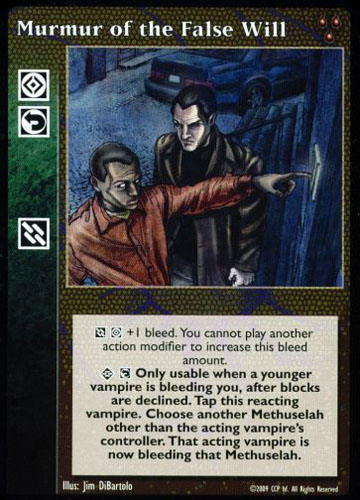 Murmur of the False Will
+1 bleed. You cannot play another
action modifier to increase this bleed
amount.
Only usable when a younger
vampire is bleeding you, after blocks
are declined. Tap this reacting
vampire. Choose another Methuselah
other than the acting vampire's
controller. That acting vampire is
now bleeding that Methuselah.
Illus: Jim DiBartolo
©2009 CCP hf. All Rights Reserved